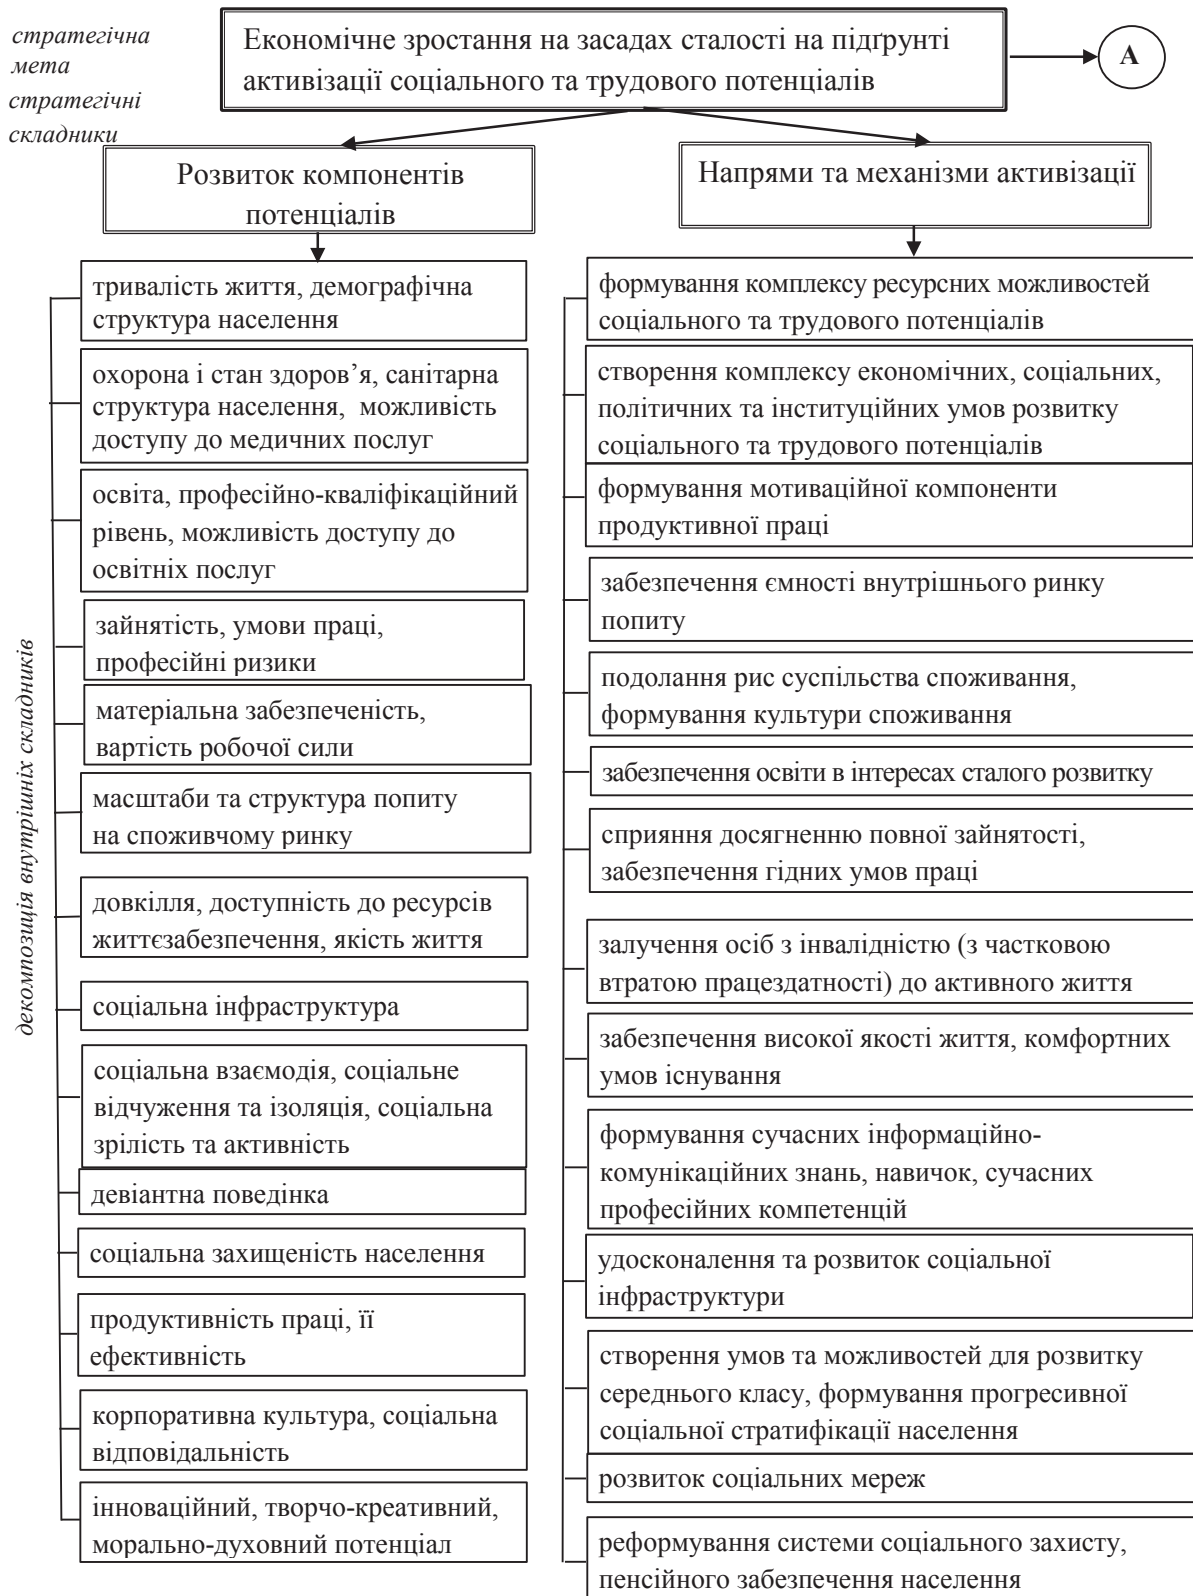 стратегічна
мета
стратегічні
складники
Економічне зростання на засадах сталості на підґрунті
активізації соціального та трудового потенціалів
А
Розвиток компонентів
потенціалів
Напрями та механізми активізації
декомпозиція внутрішніх складників
тривалість життя, демографічна
структура населення
охорона і стан здоров’я, санітарна
структура населення, можливість
доступу до медичних послуг
освіта, професійно-кваліфікаційний
рівень, можливість доступу до
освітніх послуг
зайнятість, умови праці,
професійні ризики
матеріальна забезпеченість,
вартість робочої сили
масштаби та структура попиту
на споживчому ринку
довкілля, доступність до ресурсів
життєзабезпечення, якість життя
соціальна інфраструктура
соціальна взаємодія, соціальне
відчуження та ізоляція, соціальна
зрілість та активність
девіантна поведінка
соціальна захищеність населення
продуктивність праці, її
ефективність
корпоративна культура, соціальна
відповідальність
інноваційний, творчо-креативний,
морально-духовний потенціал
формування комплексу ресурсних можливостей
соціального та трудового потенціалів
створення комплексу економічних, соціальних,
політичних та інституційних умов розвитку
соціального та трудового потенціалів
формування мотиваційної компоненти
продуктивної праці
забезпечення ємності внутрішнього ринку
попиту
подолання рис суспільства споживання,
формування культури споживання
забезпечення освіти в інтересах сталого розвитку
сприяння досягненню повної зайнятості,
забезпечення гідних умов праці
залучення осіб з інвалідністю (з частковою
втратою працездатності) до активного життя
забезпечення високої якості життя, комфортних
умов існування
формування сучасних інформаційно-
комунікаційних знань, навичок, сучасних
професійних компетенцій
удосконалення та розвиток соціальної
інфраструктури
створення умов та можливостей для розвитку
середнього класу, формування прогресивної
соціальної стратифікації населення
розвиток соціальних мереж
реформування системи соціального захисту,
пенсійного забезпечення населення